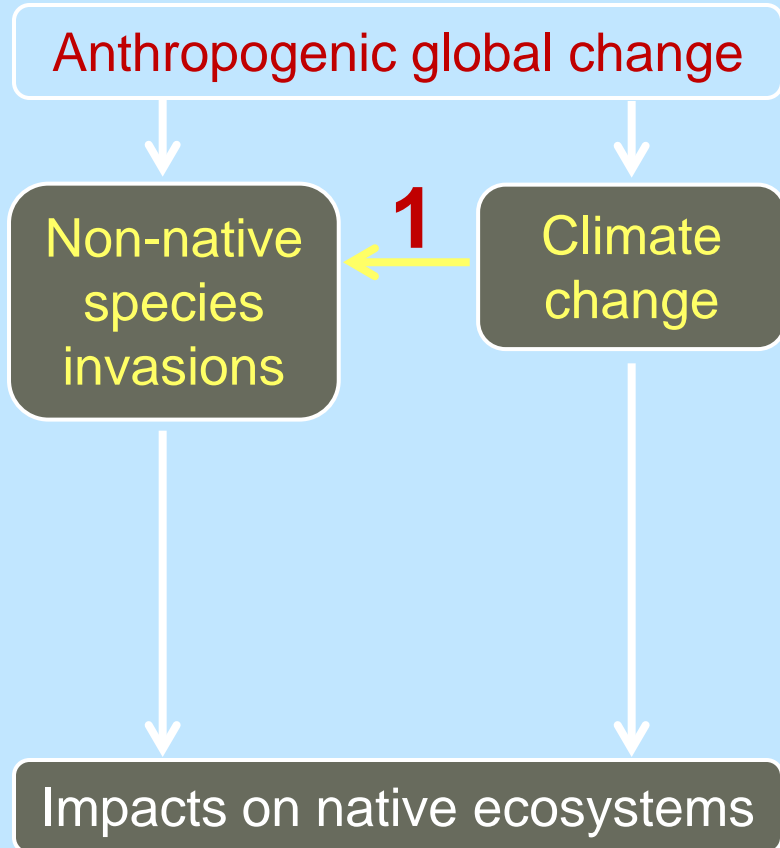 Anthropogenic global change
Non-native
species
invasions
1
Climate
change
Impacts on native ecosystems